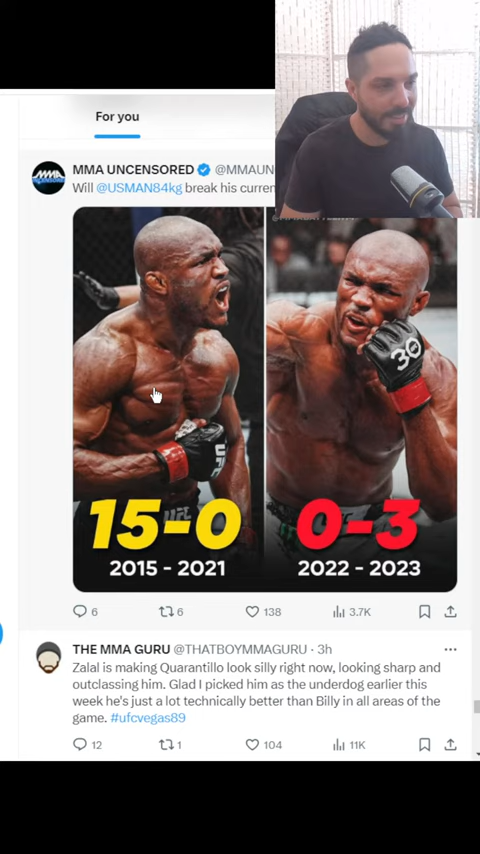 For you
MMA UNCENSORED @MMAUN
Will @USMAN84kg break his curren
15-0
2015 - 2021
0-3
2022 - 2023
30
UFC
UFC
6
6
138
3.7K
THE MMA GURU @THATBOYMMAGURU · 3h
Zalal is making Quarantillo look silly right now, looking sharp and
outclassing him. Glad I picked him as the underdog earlier this
week he's just a lot technically better than Billy in all areas of the
game. #ufcvegas89
12
1
104
11K